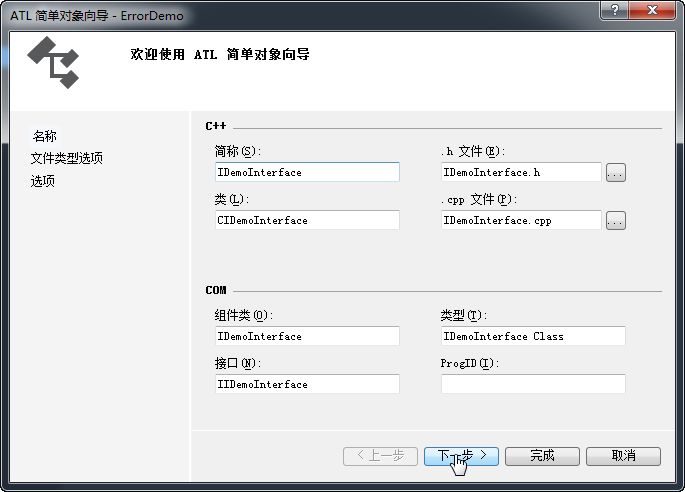 ATL 简单对象向导 - ErrorDemo
欢迎使用 ATL 简单对象向导
名称
文件类型选项
选项
C++
简称(S):
.h 文件(E):
IDemoInterface
IDemoInterface.h
...
类(L):
.cpp 文件(P):
CIDemoInterface
IDemoInterface.cpp
...
COM
组件类(O):
类型(T):
IDemoInterface
IDemoInterface Class
接口(N):
ProgID(I):
IIDemoInterface
< 上一步
下一步 >
完成
取消